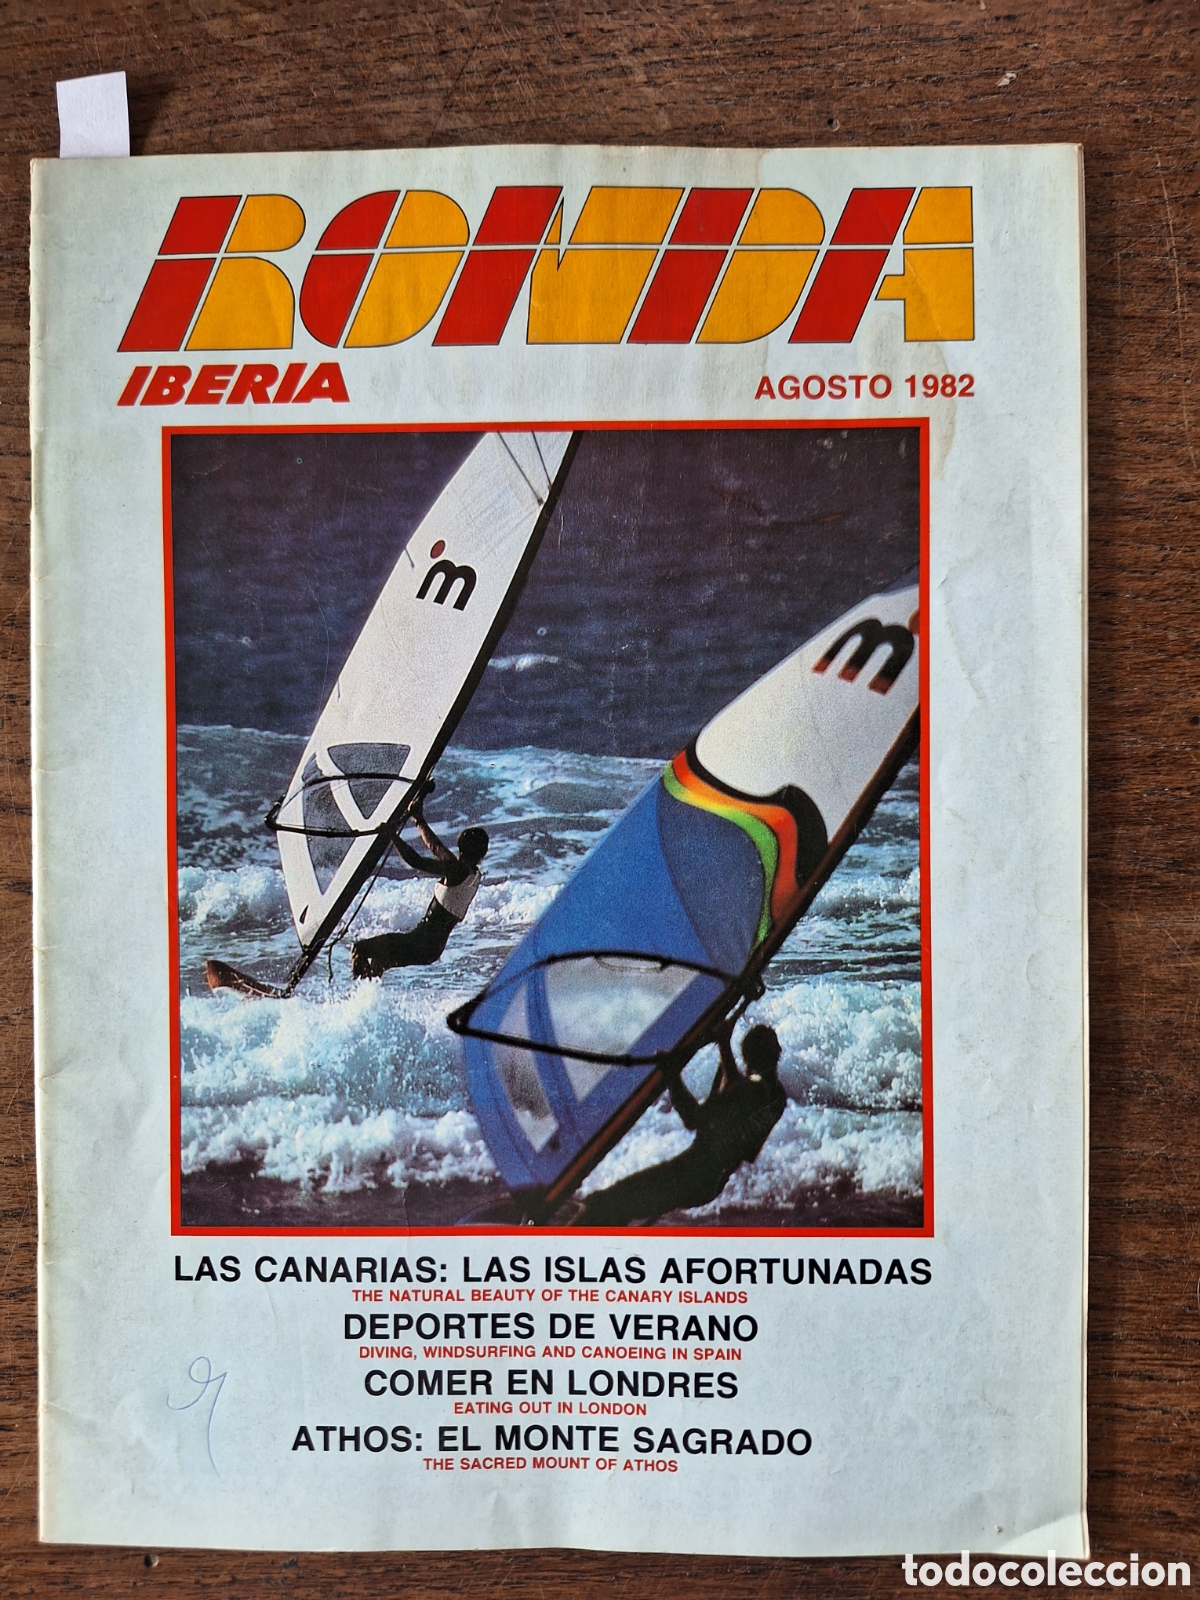 RONDA
IBERIA
AGOSTO 1982
m
m
LAS CANARIAS: LAS ISLAS AFORTUNADAS
THE NATURAL BEAUTY OF THE CANARY ISLANDS
DEPORTES DE VERANO
DIVING, WINDSURFING AND CANOEING IN SPAIN
COMER EN LONDRES
EATING OUT IN LONDON
ATHOS: EL MONTE SAGRADO
THE SACRED MOUNT OF ATHOS
todocoleccion